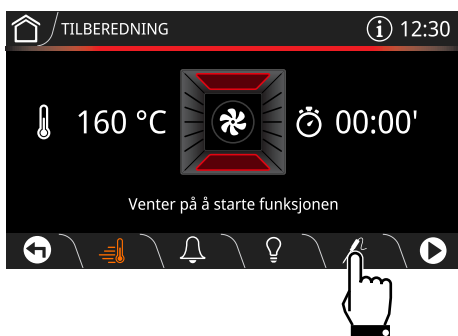 TILBEREDNING
i 12:30
160 °C
00:00'
Venter på å starte funksjonen